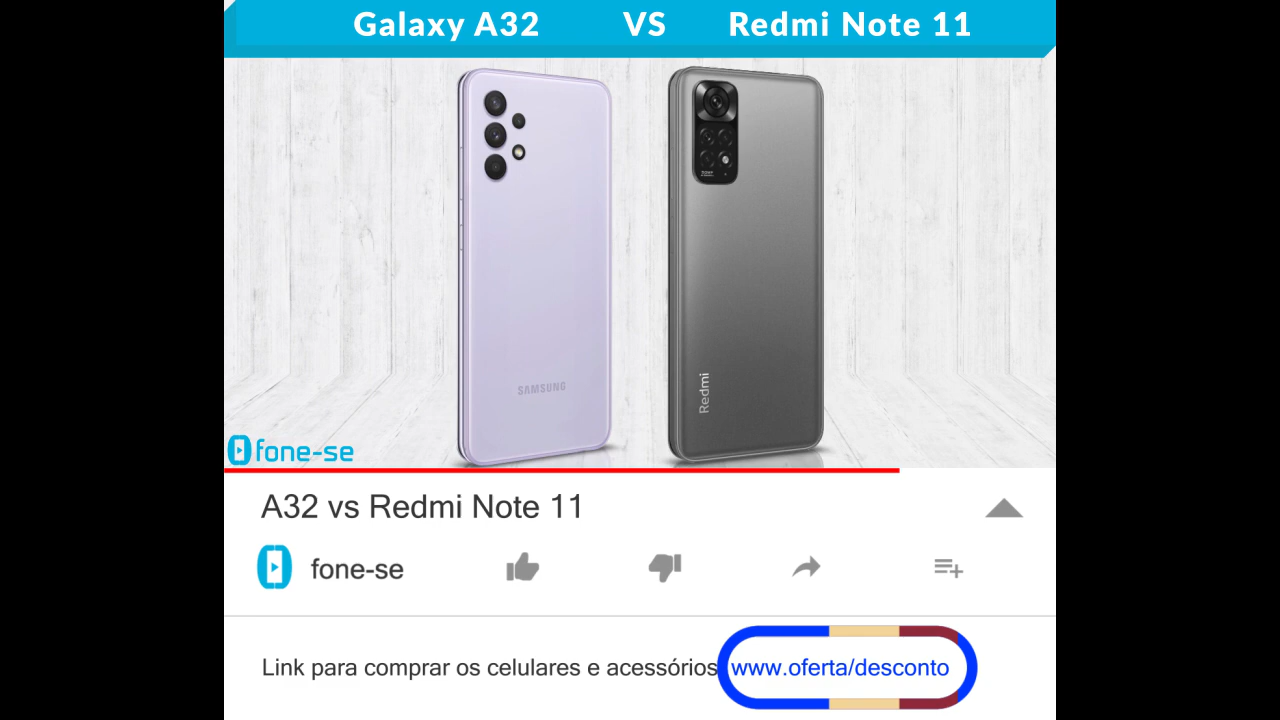 Galaxy A32 VS Redmi Note 11
SAMSUNG
Redmi
fone-se
A32 vs Redmi Note 11
fone-se
Link para comprar os celulares e acessórios www.oferta/desconto